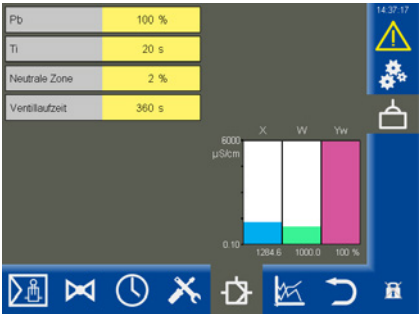 14:37:17
Pb 100 %
Ti 20 s
Neutrale Zone 2 %
Ventillaufzeit 360 s
X W Yw
6000
µS/cm
0.10
1284.6 1000.0 100 %